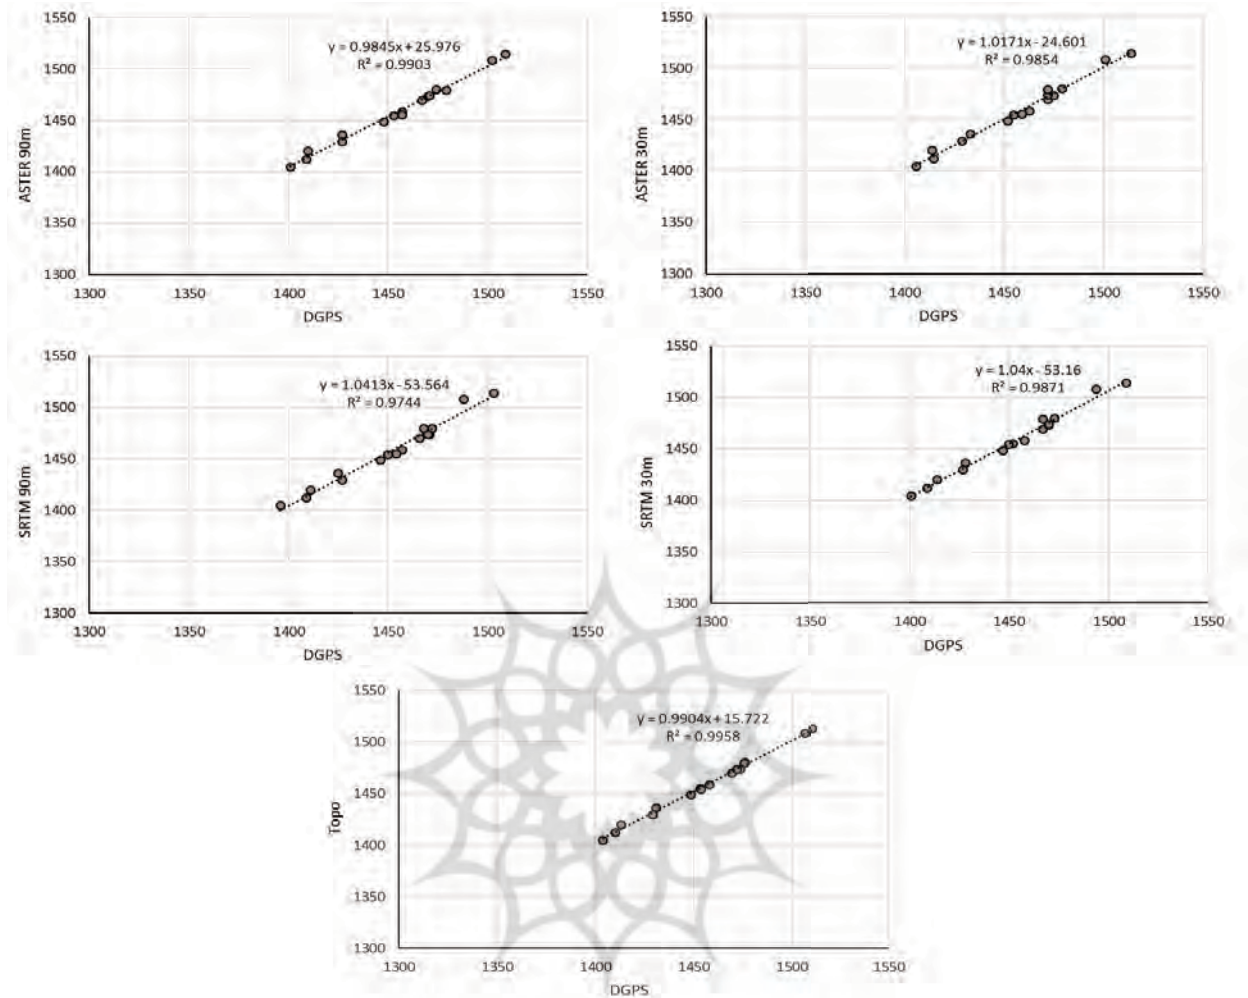 1550
1500
1450
1400
1350
1300
ASTER 90m
y = 0.9845x + 25.976
R² = 0.9903
1300 1350 1400 1450 1500 1550
DGPS
1550
1500
1450
1400
1350
1300
ASTER 30m
y = 1.0171x - 24.601
R² = 0.9854
1300 1350 1400 1450 1500 1550
DGPS
1550
1500
1450
1400
1350
1300
SRTM 90m
y = 1.0413x - 53.564
R² = 0.9744
1300 1350 1400 1450 1500 1550
DGPS
1550
1500
1450
1400
1350
1300
SRTM 30m
y = 1.04x - 53.16
R² = 0.9871
1300 1350 1400 1450 1500 1550
DGPS
1550
1500
1450
1400
1350
1300
Topo
y = 0.9904x + 15.722
R² = 0.9958
1300 1350 1400 1450 1500 1550
DGPS